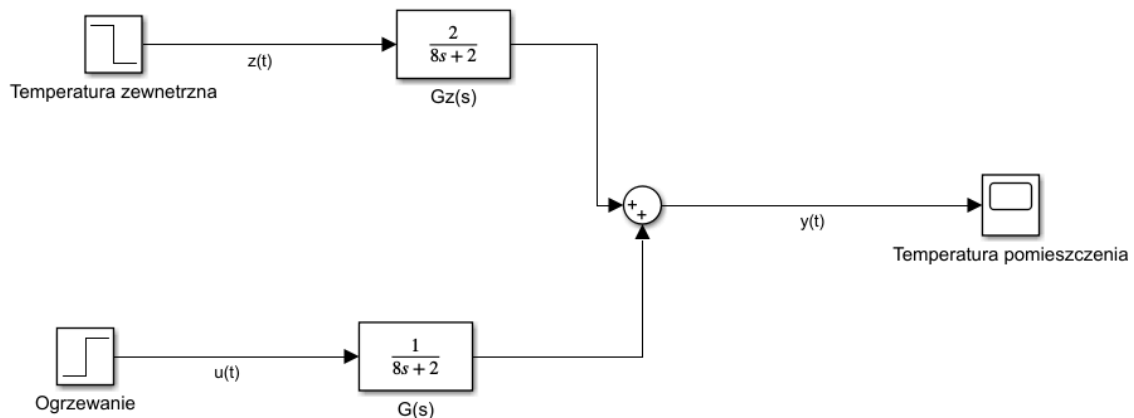 2
8s + 2
z(t)
Temperatura zewnetrzna
Gz(s)
+
+
y(t)
Temperatura pomieszczenia
1
8s + 2
u(t)
Ogrzewanie
G(s)